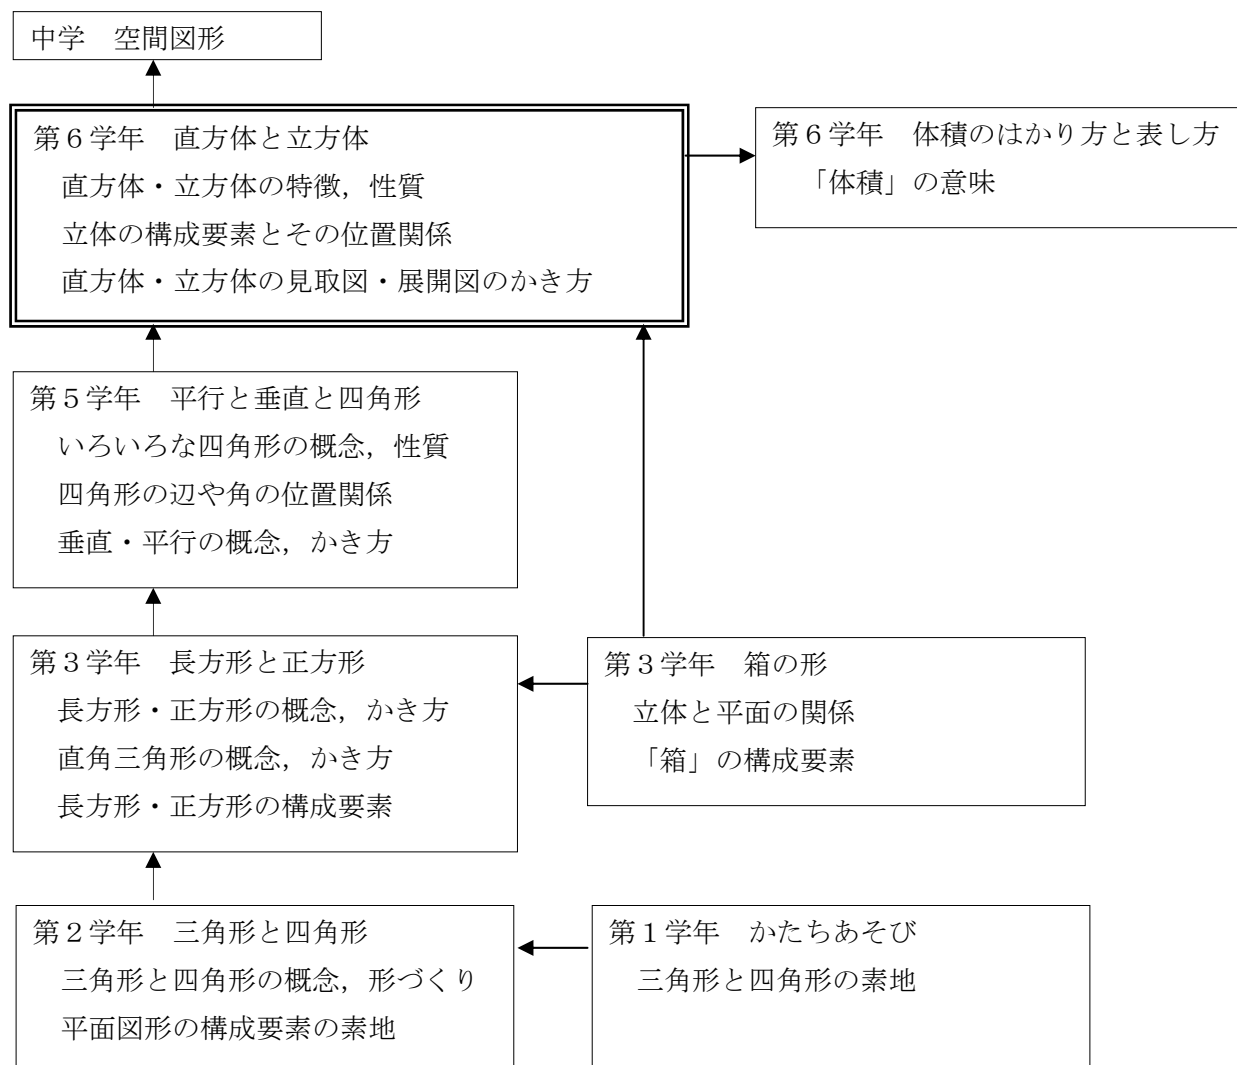 中学　空間図形
第６学年　直方体と立方体
直方体・立方体の特徴，性質
立体の構成要素とその位置関係
直方体・立方体の見取図・展開図のかき方
第６学年　体積のはかり方と表し方
「体積」の意味
第５学年　平行と垂直と四角形
いろいろな四角形の概念，性質
四角形の辺や角の位置関係
垂直・平行の概念，かき方
第３学年　長方形と正方形
長方形・正方形の概念，かき方
直角三角形の概念，かき方
長方形・正方形の構成要素
第３学年　箱の形
立体と平面の関係
「箱」の構成要素
第２学年　三角形と四角形
三角形と四角形の概念，形づくり
平面図形の構成要素の素地
第１学年　かたちあそび
三角形と四角形の素地